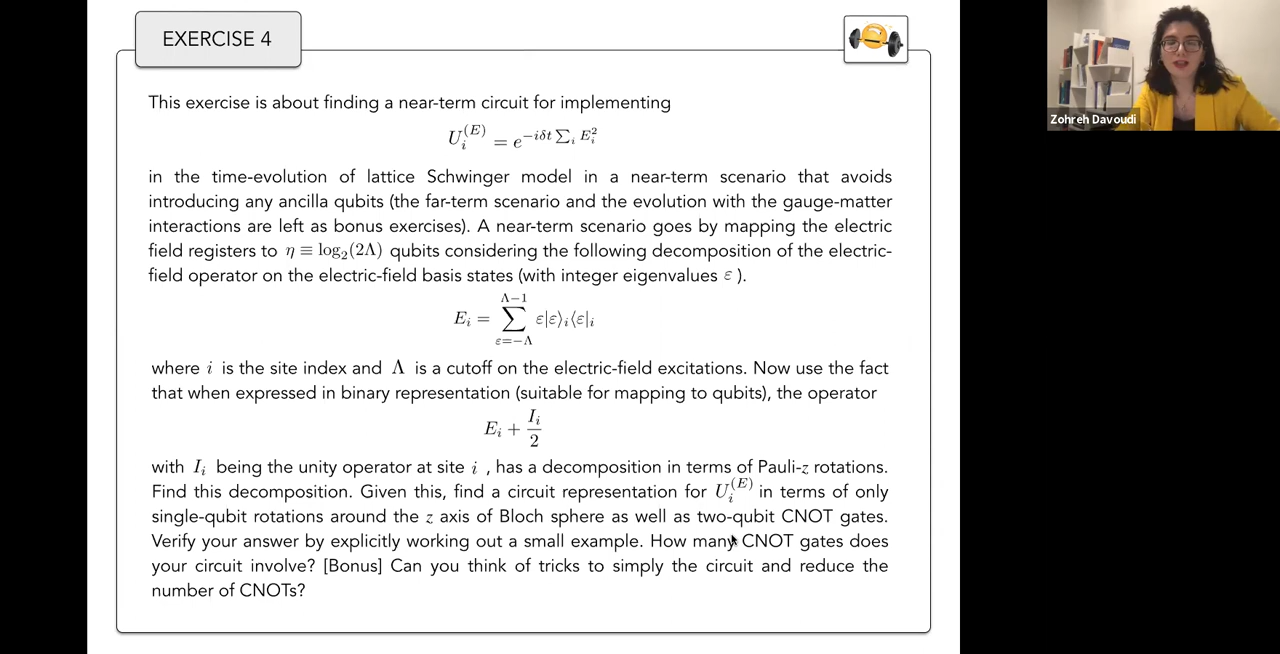 EXERCISE 4
Zohreh Davoudi
This exercise is about finding a near-term circuit for implementing
U_i^{(E)} = e^{-iδt ∑_i E_i^2}
in the time-evolution of lattice Schwinger model in a near-term scenario that avoids
introducing any ancilla qubits (the far-term scenario and the evolution with the gauge-matter
interactions are left as bonus exercises). A near-term scenario goes by mapping the electric
field registers to η ≡ log_2(2Λ) qubits considering the following decomposition of the electric-
field operator on the electric-field basis states (with integer eigenvalues ε ).
E_i = ∑_{ε=-Λ}^{Λ-1} ε|ε⟩_i⟨ε|_i
where i is the site index and Λ is a cutoff on the electric-field excitations. Now use the fact
that when expressed in binary representation (suitable for mapping to qubits), the operator
E_i + I_i/2
with I_i being the unity operator at site i , has a decomposition in terms of Pauli-z rotations.
Find this decomposition. Given this, find a circuit representation for U_i^{(E)} in terms of only
single-qubit rotations around the z axis of Bloch sphere as well as two-qubit CNOT gates.
Verify your answer by explicitly working out a small example. How many CNOT gates does
your circuit involve? [Bonus] Can you think of tricks to simply the circuit and reduce the
number of CNOTs?